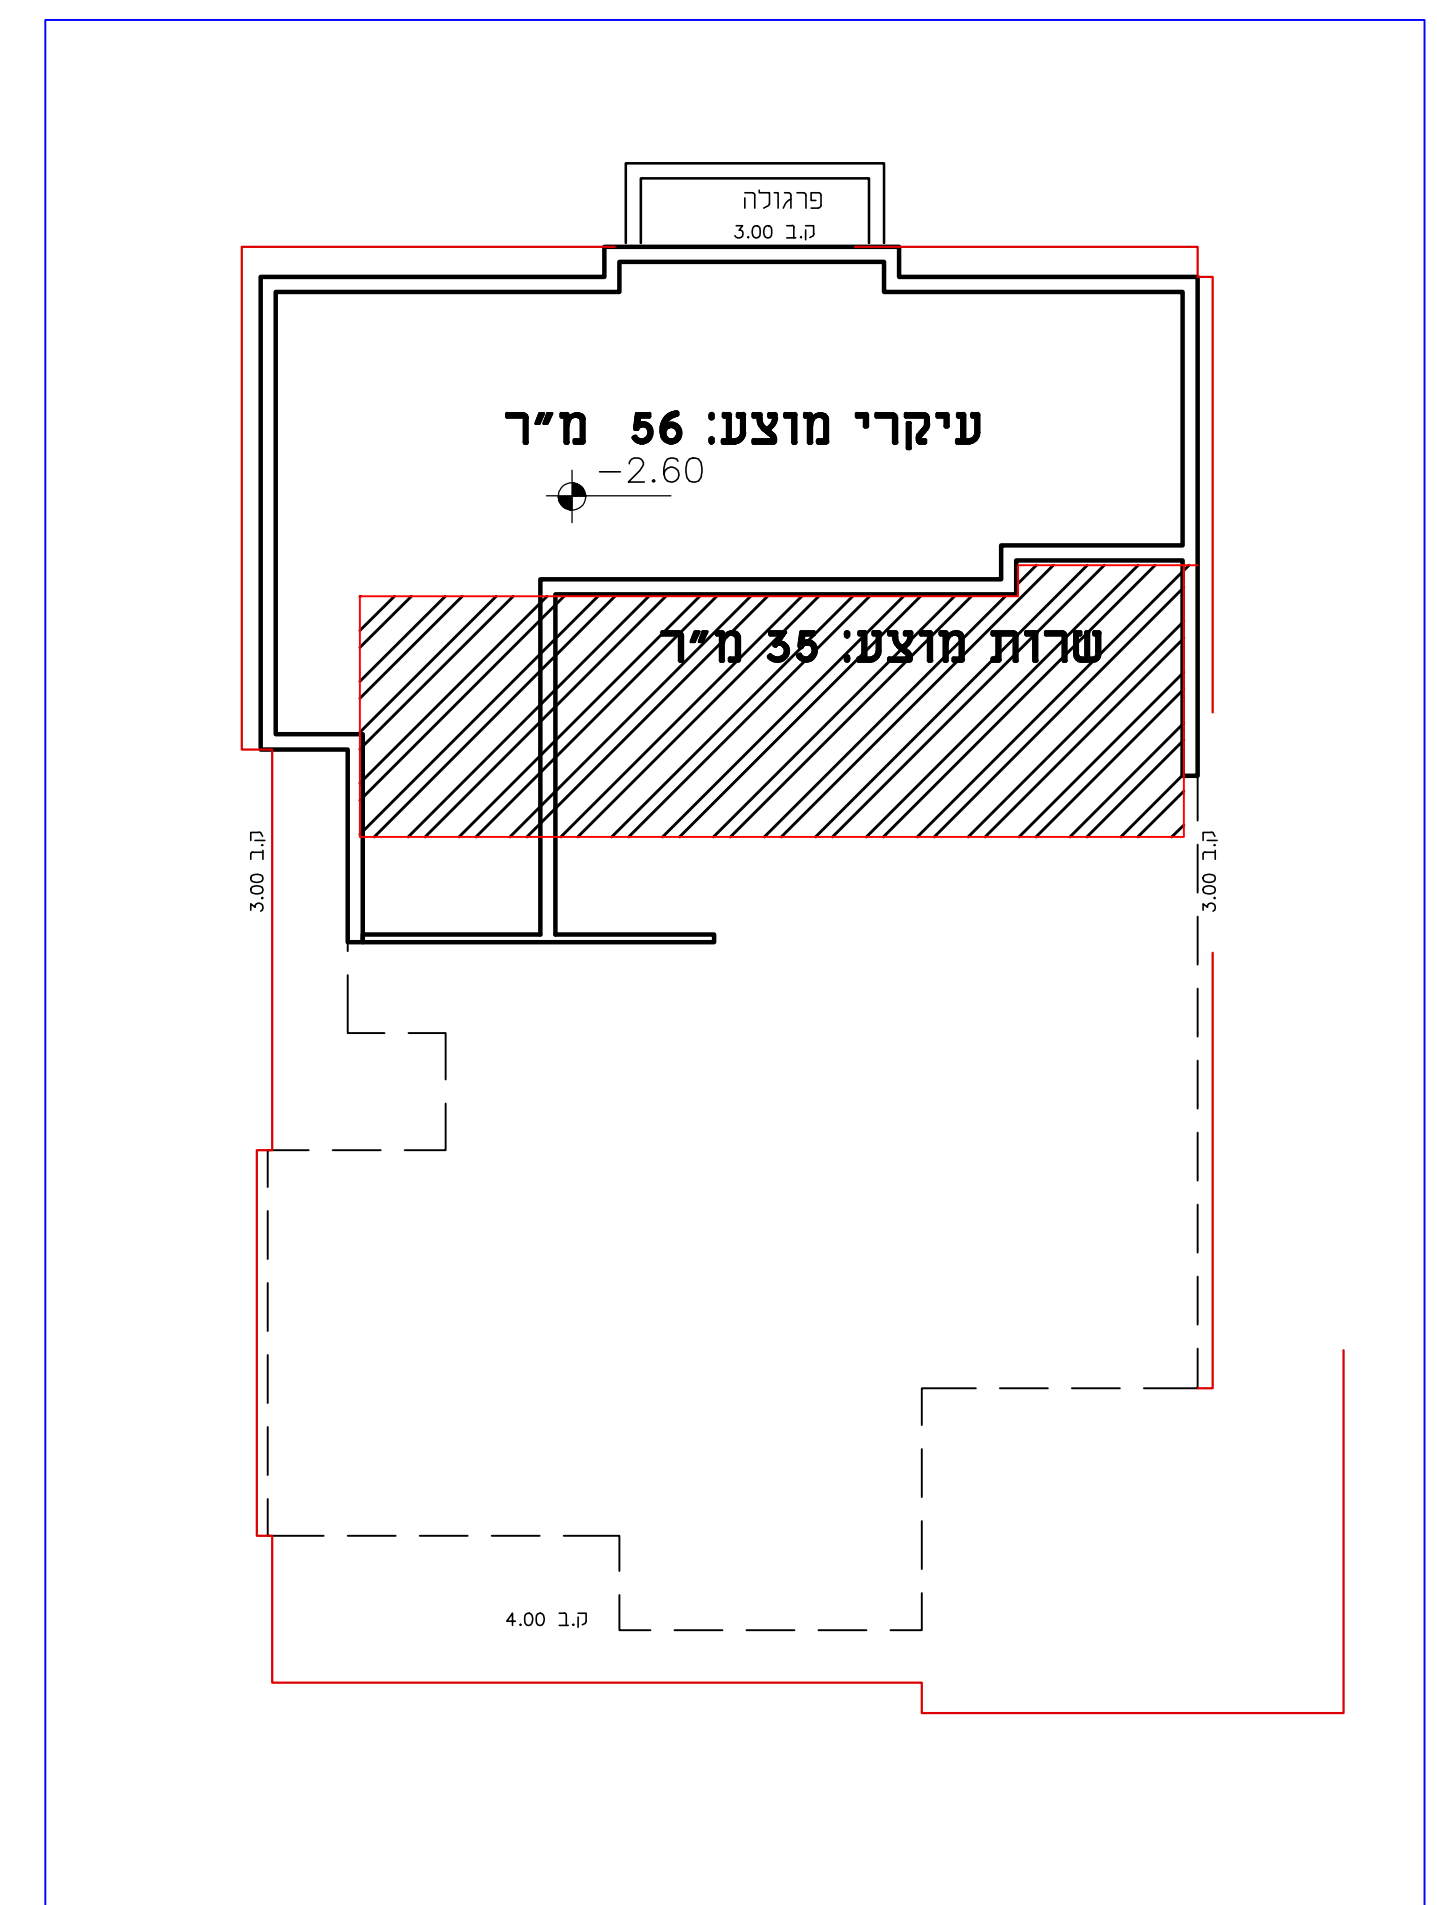 פרגולה
ק.ב 3.00
עיקרי מוצע: 56 מ"ר
-2.60
שרות מוצע: 35 מ"ר
ק.ב 3.00
ק.ב 3.00
ק.ב 4.00